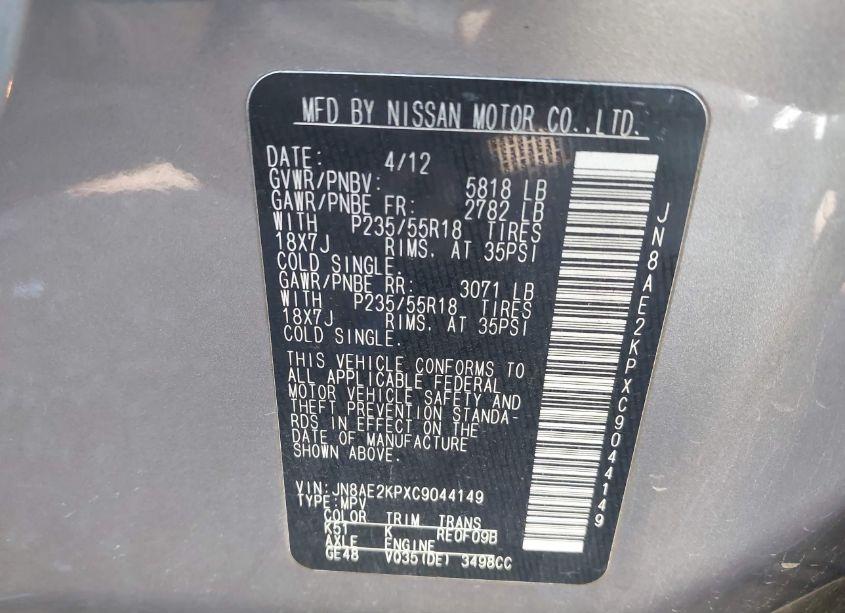 MFD BY NISSAN MOTOR CO.,LTD.
DATE: 4/12
GVWR/PNBV: 5818 LB
GAWR/PNBE FR: 2782 LB
WITH P235/55R18 TIRES
18X7J RIMS. AT 35PSI
COLD SINGLE.
GAWR/PNBE RR: 3071 LB
WITH P235/55R18 TIRES
18X7J RIMS. AT 35PSI
COLD SINGLE.
THIS VEHICLE CONFORMS TO
ALL APPLICABLE FEDERAL
MOTOR VEHICLE SAFETY AND
THEFT PREVENTION STANDA-
RDS IN EFFECT ON THE
DATE OF MANUFACTURE
SHOWN ABOVE.
VIN:JN8AE2KPXC9044149
TYPE:MPV
COLOR TRIM TRANS
K51 K RE0F09B
AXLE ENGINE
GE48 VQ35(DE) 3498CC
JN8AE2KPXC9044149